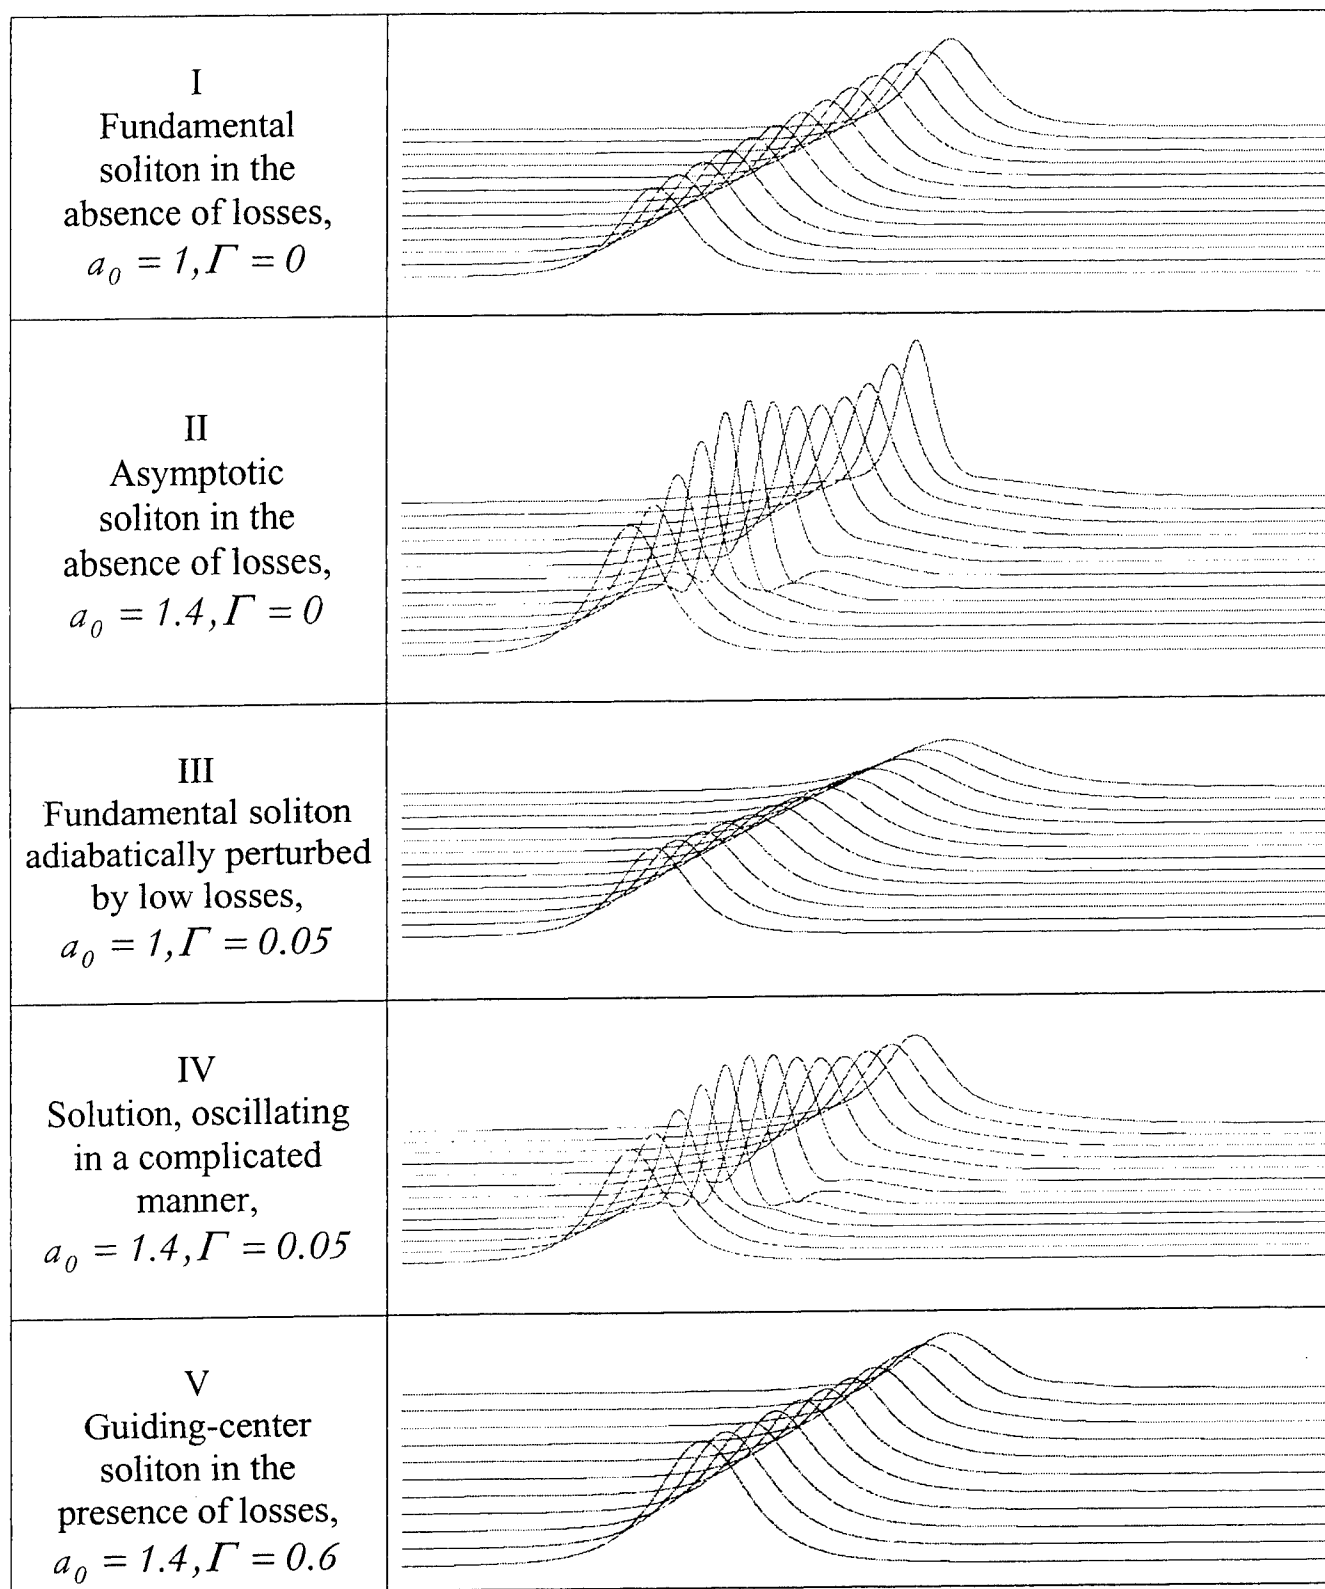 I
Fundamental
soliton in the
absence of losses,
a₀ = 1, Γ = 0
II
Asymptotic
soliton in the
absence of losses,
a₀ = 1.4, Γ = 0
III
Fundamental soliton
adiabatically perturbed
by low losses,
a₀ = 1, Γ = 0.05
IV
Solution, oscillating
in a complicated
manner,
a₀ = 1.4, Γ = 0.05
V
Guiding-center
soliton in the
presence of losses,
a₀ = 1.4, Γ = 0.6